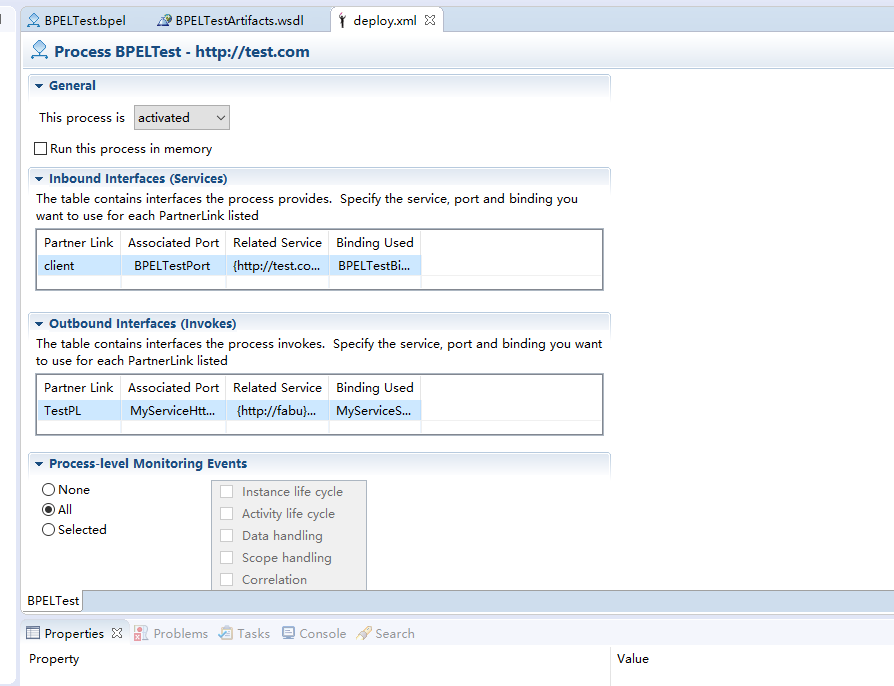 BPELTest.bpel BPELTestArtifacts.wsdl deploy.xml
Process BPELTest - http://test.com
General
This process is activated
Run this process in memory
Inbound Interfaces (Services)
The table contains interfaces the process provides. Specify the service, port and binding you
want to use for each PartnerLink listed
Partner Link Associated Port Related Service Binding Used
client BPELTestPort {http://test.co... BPELTestBi...
Outbound Interfaces (Invokes)
The table contains interfaces the process invokes. Specify the service, port and binding you want
to use for each PartnerLink listed
Partner Link Associated Port Related Service Binding Used
TestPL MyServiceHtt... {http://fabu}... MyServiceS...
Process-level Monitoring Events
None
All
Selected
Instance life cycle
Activity life cycle
Data handling
Scope handling
Correlation
BPELTest
Properties Problems Tasks Console Search
Property Value